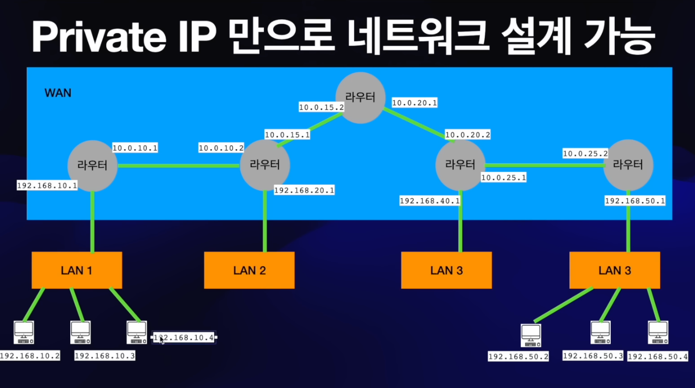 Private IP 만으로 네트워크 설계 가능
WAN
라우터
10.0.15.2
10.0.20.1
10.0.15.1
10.0.20.2
10.0.10.1
10.0.10.2
10.0.25.2
라우터
라우터
라우터
라우터
10.0.25.1
192.168.10.1
192.168.20.1
192.168.40.1
192.168.50.1
LAN 1
LAN 2
LAN 3
LAN 3
192.168.10.4
192.168.10.2
192.168.10.3
192.168.50.2
192.168.50.3
192.168.50.4